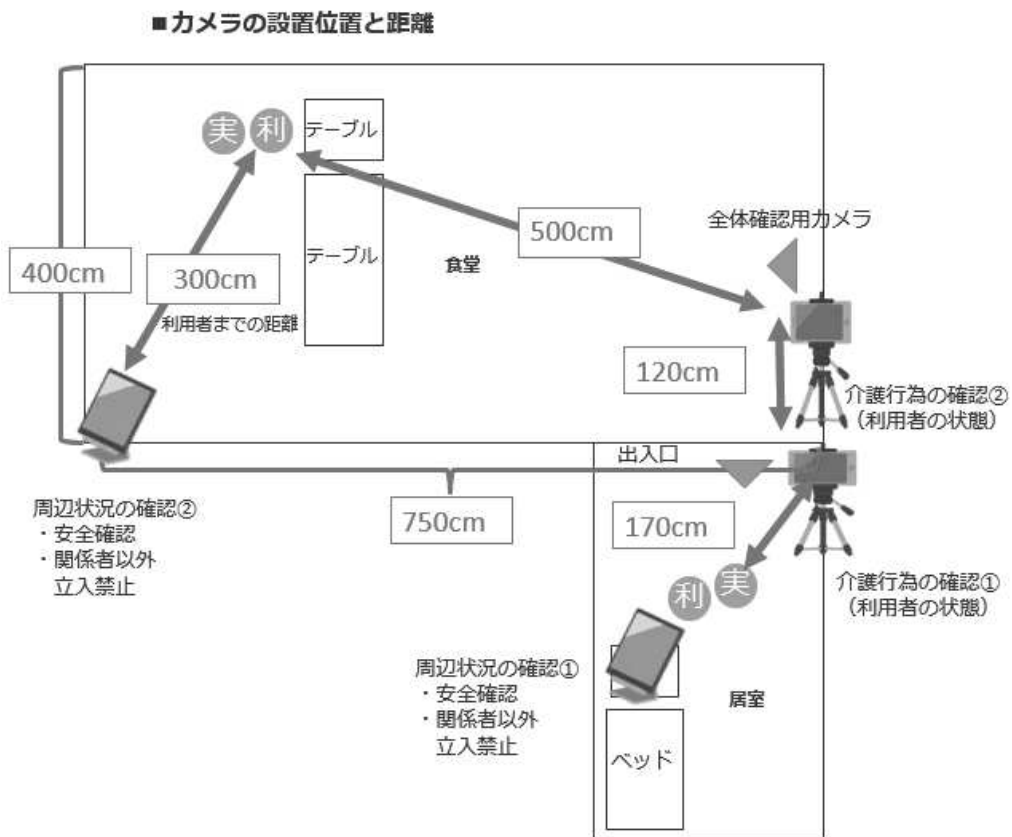 ■カメラの設置位置と距離
実
利
テーブル
テーブル
食堂
500cm
全体確認用カメラ
400cm
300cm
利用者までの距離
120cm
介護行為の確認②
（利用者の状態）
出入口
周辺状況の確認②
・安全確認
・関係者以外
立入禁止
750cm
170cm
利
実
介護行為の確認①
（利用者の状態）
周辺状況の確認①
・安全確認
・関係者以外
立入禁止
居室
ベッド